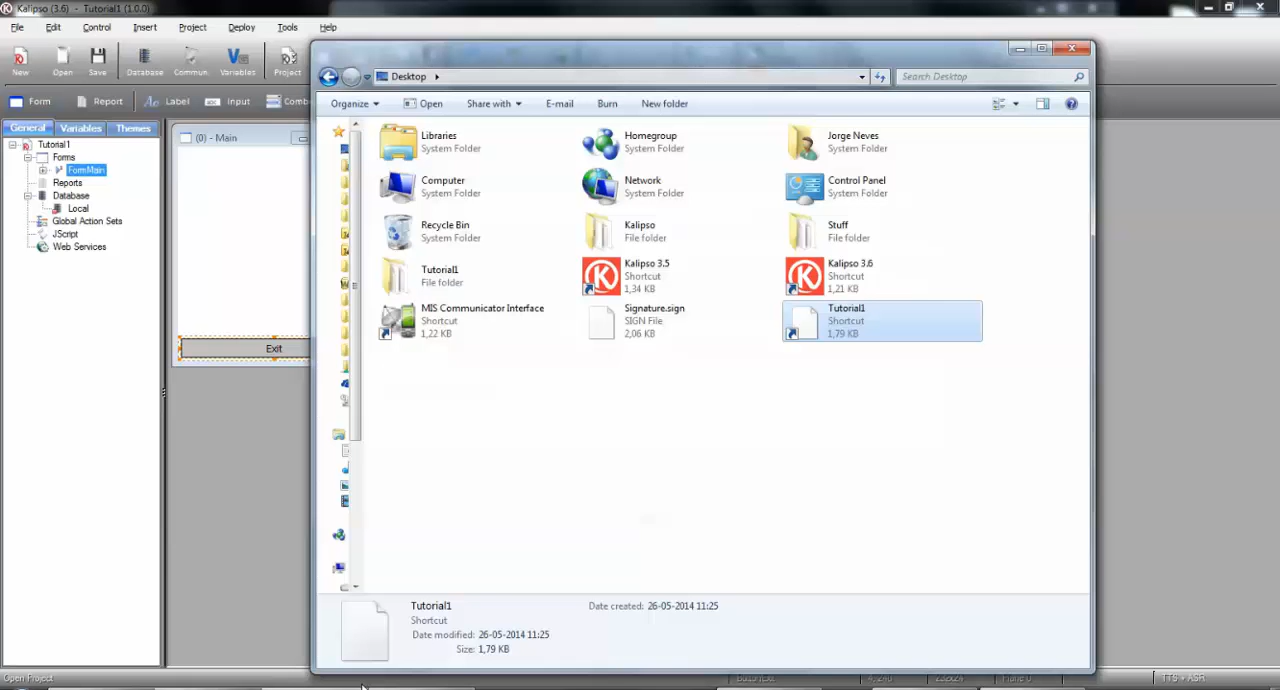 Kalipso (3.6) - Tutorial1 (1.0.0)
File Edit Control Insert Project Deploy Tools Help
New Open Save Database Commun. Variables Project
Form Report Label Input Comb
General Variables Themes
Tutorial1
Forms
FormMain
Reports
Database
Local
Global Action Sets
JScript
Web Services
(0) - Main
Exit
Desktop
Search Desktop
Organize Open Share with E-mail Burn New folder
Libraries
System Folder
Homegroup
System Folder
Jorge Neves
System Folder
Computer
System Folder
Network
System Folder
Control Panel
System Folder
Recycle Bin
System Folder
Kalipso
File folder
Stuff
File folder
Tutorial1
File folder
Kalipso 3.5
Shortcut
1,34 KB
Kalipso 3.6
Shortcut
1,21 KB
MIS Communicator Interface
Shortcut
1,22 KB
Signature.sign
SIGN File
2,06 KB
Tutorial1
Shortcut
1,79 KB
Tutorial1
Shortcut
Date modified: 26-05-2014 11:25
Size: 1,79 KB
Date created: 26-05-2014 11:25
Open Project
TTS + ASR